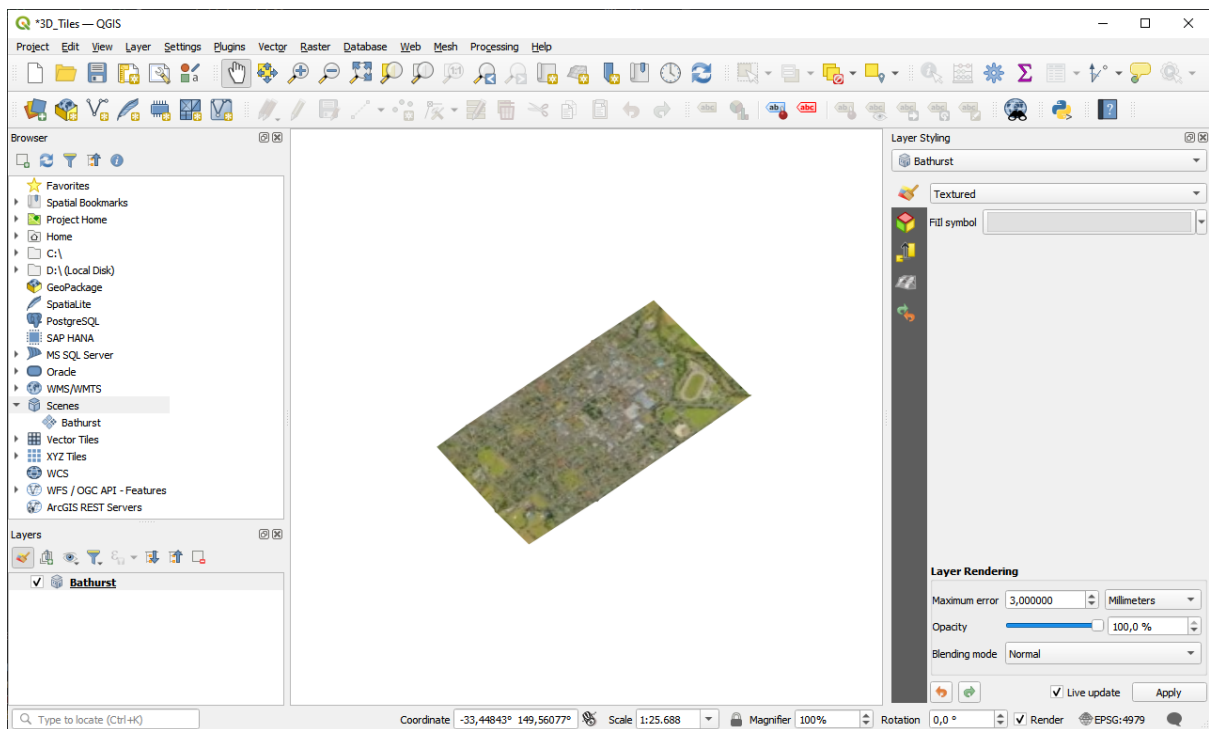 *3D_Tiles — QGIS
Project Edit View Layer Settings Plugins Vector Raster Database Web Mesh Processing Help
Browser
Favorites
Spatial Bookmarks
Project Home
Home
C:\
D:\ (Local Disk)
GeoPackage
SpatiaLite
PostgreSQL
SAP HANA
MS SQL Server
Oracle
WMS/WMTS
Scenes
Bathurst
Vector Tiles
XYZ Tiles
WCS
WFS / OGC API - Features
ArcGIS REST Servers
Layers
Bathurst
Layer Styling
Bathurst
Textured
Fill symbol
Layer Rendering
Maximum error 3,000000 Millimeters
Opacity 100,0 %
Blending mode Normal
Live update Apply
Type to locate (Ctrl+K) Coordinate -33,44843° 149,56077° Scale 1:25.688 Magnifier 100% Rotation 0,0 ° Render EPSG:4979